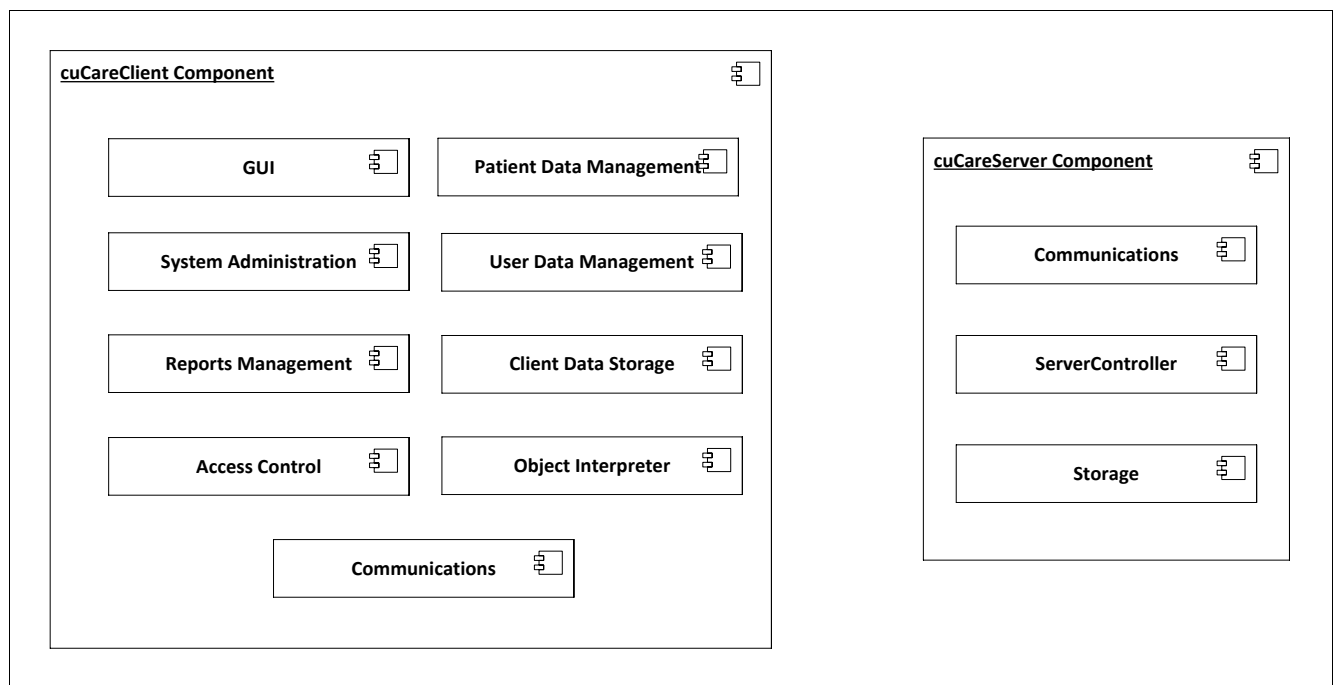 cuCareClient Component
GUI
Patient Data Management
System Administration
User Data Management
Reports Management
Client Data Storage
Access Control
Object Interpreter
Communications
cuCareServer Component
Communications
ServerController
Storage